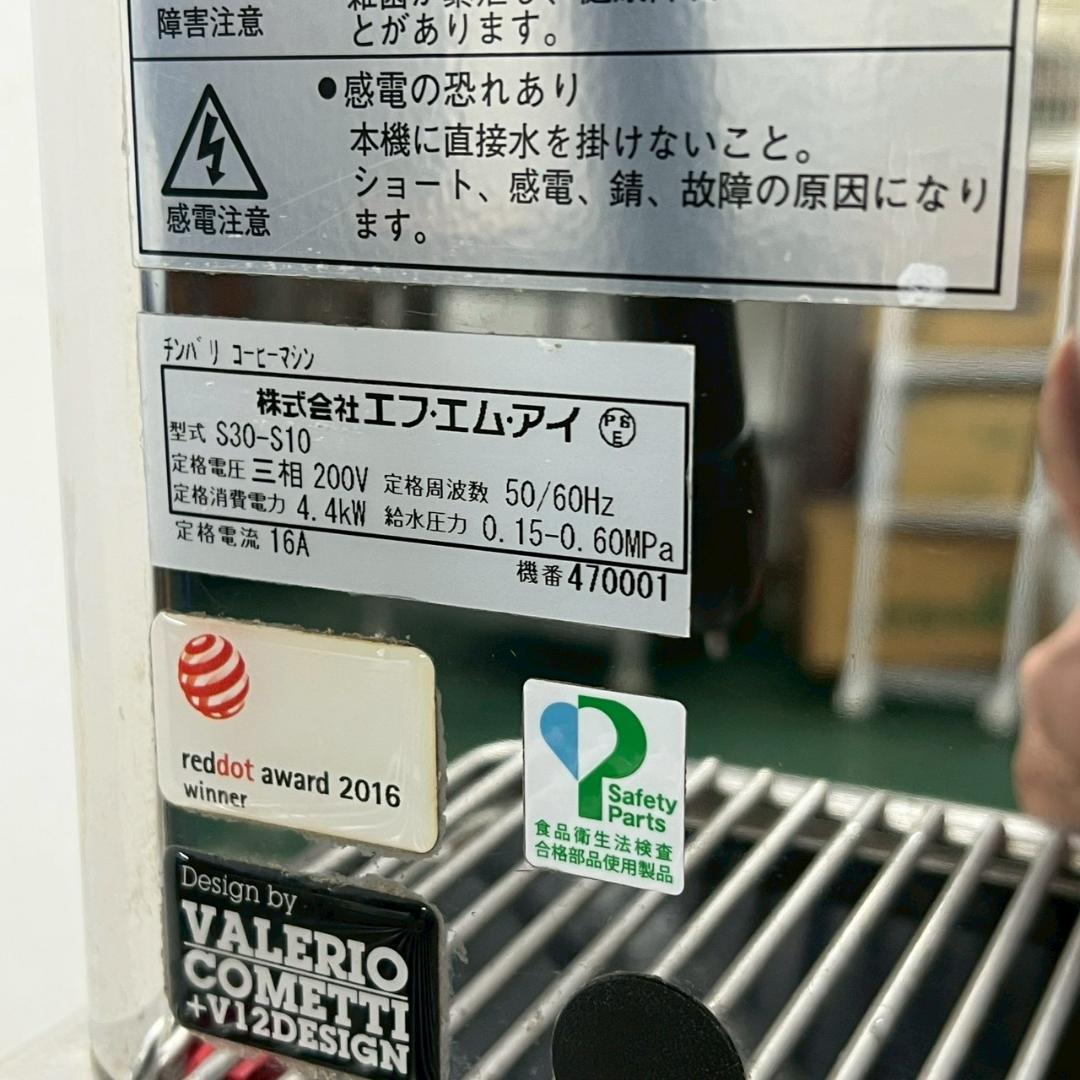 障害注意
とがあります。
●感電の恐れあり
本機に直接水を掛けないこと。
ショート、感電、錆、故障の原因になり
ます。
感電注意
チンバリ コーヒーマシン
株式会社エフ・エム・アイ PSE
型式 S30-S10
定格電圧 三相 200V 定格周波数 50/60Hz
定格消費電力 4.4kW 給水圧力 0.15-0.60MPa
定格電流 16A
機番 470001
reddot award 2016
winner
Safety
Parts
食品衛生法検査
合格部品使用製品
Design by
VALERIO
COMETTI
+V12DESIGN